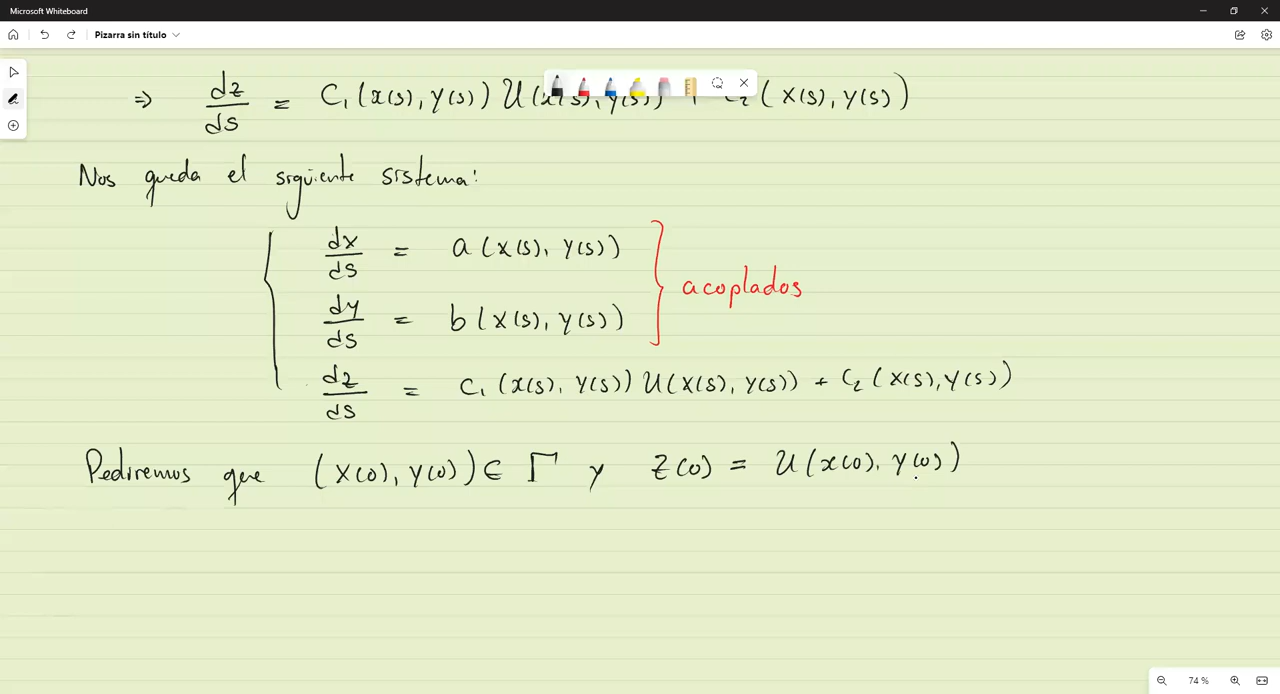 Microsoft Whiteboard
Pizarra sin título
⇒ dz/ds = C₁(x(s), y(s)) U(x(s), y(s)) + C₂(x(s), y(s))
Nos queda el siguiente sistema:
dx/ds = a(x(s), y(s))
acoplados
dy/ds = b(x(s), y(s))
dz/ds = C₁(x(s), y(s)) U(x(s), y(s)) + C₂(x(s), y(s))
Pediremos que (x(0), y(0)) ∈ Γ y z(0) = U(x(0), y(0))
74 %